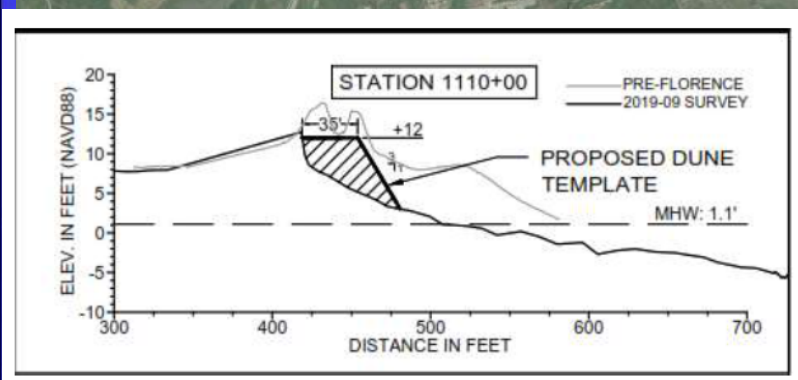 STATION 1110+00
PRE-FLORENCE
2019-09 SURVEY
35'
+12
3
1
PROPOSED DUNE
TEMPLATE
MHW: 1.1'
ELEV. IN FEET (NAVD88)
20
15
10
5
0
-5
-10
300
400
500
600
700
DISTANCE IN FEET